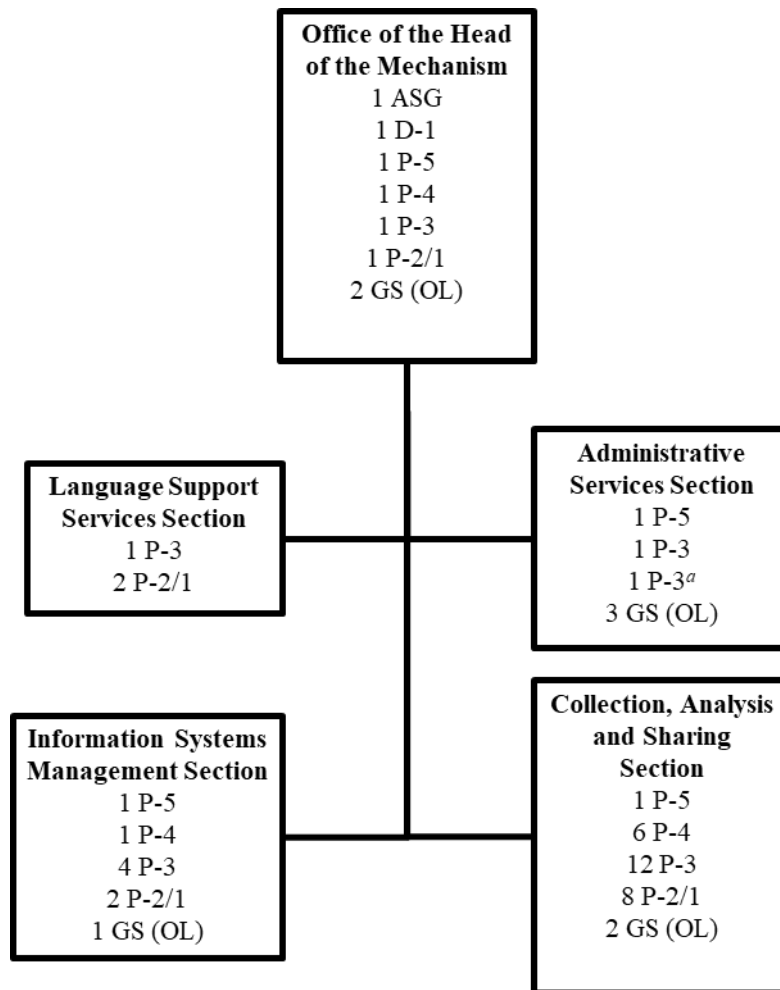 Office of the Head
of the Mechanism
1 ASG
1 D-1
1 P-5
1 P-4
1 P-3
1 P-2/1
2 GS (OL)
Language Support
Services Section
1 P-3
2 P-2/1
Administrative
Services Section
1 P-5
1 P-3
1 P-3ᵃ
3 GS (OL)
Information Systems
Management Section
1 P-5
1 P-4
4 P-3
2 P-2/1
1 GS (OL)
Collection, Analysis
and Sharing
Section
1 P-5
6 P-4
12 P-3
8 P-2/1
2 GS (OL)